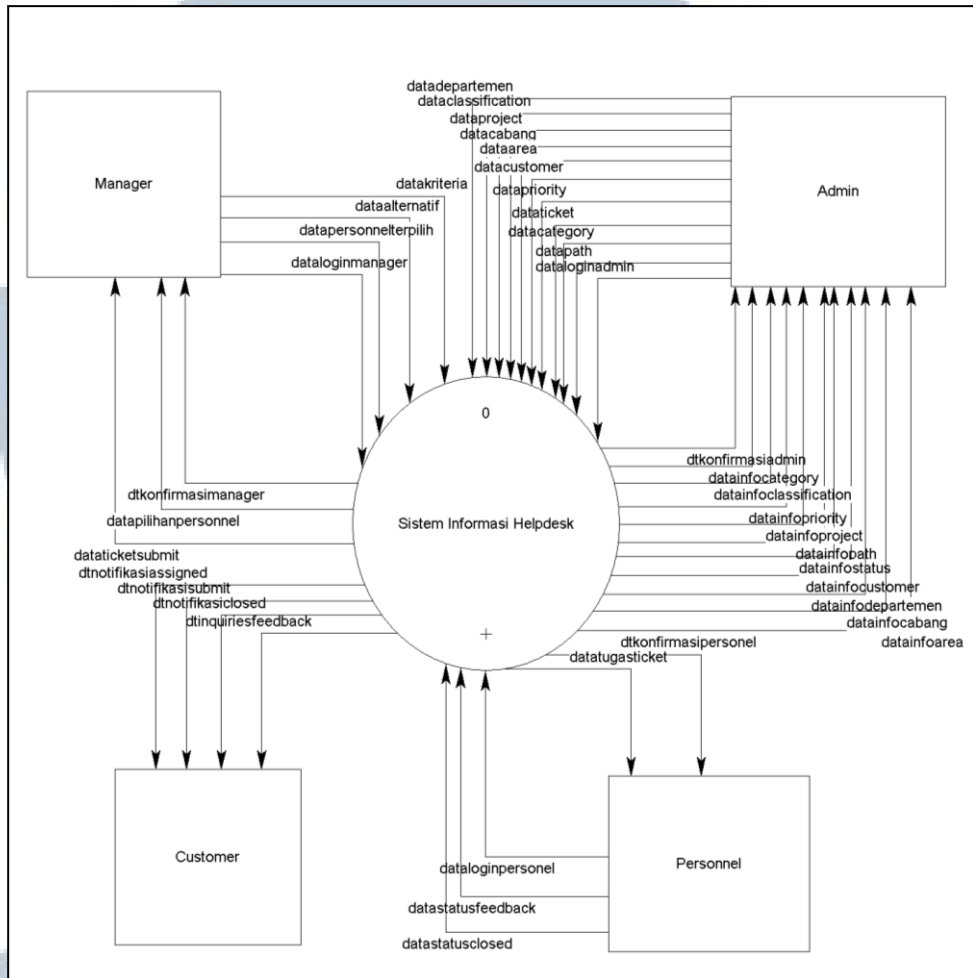 datadepartemen
dataclassification
dataproject
datacabang
dataarea
datacustomer
datapriority
dataticket
datacategory
datapath
dataloginadmin
Manager
Admin
datakriteria
dataalternatif
datapersonnelterpilih
dataloginmanager
0
Sistem Informasi Helpdesk
dtkonfirmasimanager
datapilihanpersonnel
dataticketsubmit
dtnotifikasiassigned
dtnotifikasisubmit
dtnotifikasiclosed
dtinquiriesfeedback
dtkonfirmasiadmin
datainfocategory
datainfoclassification
datainfopriority
datainfoproject
datainfopath
datainfostatus
datainfocustomer
datainfodepartemen
datainfocabang
datainfoarea
+
dtkonfirmasipersonel
datatugasticket
Customer
Personnel
dataloginpersonel
datastatusfeedback
datastatusclosed